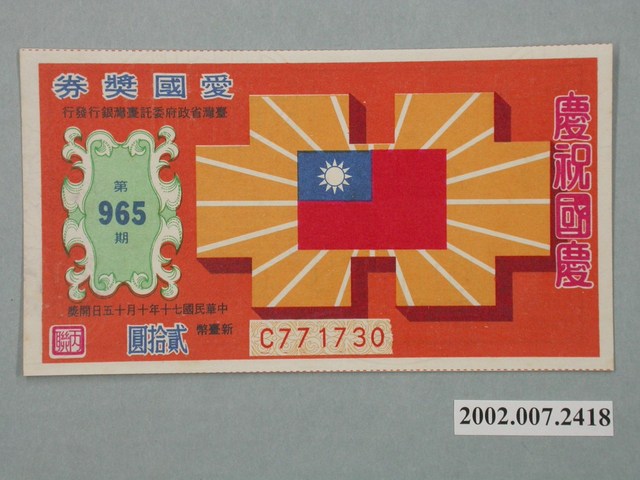 愛國獎券
臺灣省政府委託臺灣銀行發行
慶祝國慶
第
965
期
中華民國七十年十月十五日開獎
新臺幣 貳拾圓
丙聯
C771730
2002.007.2418